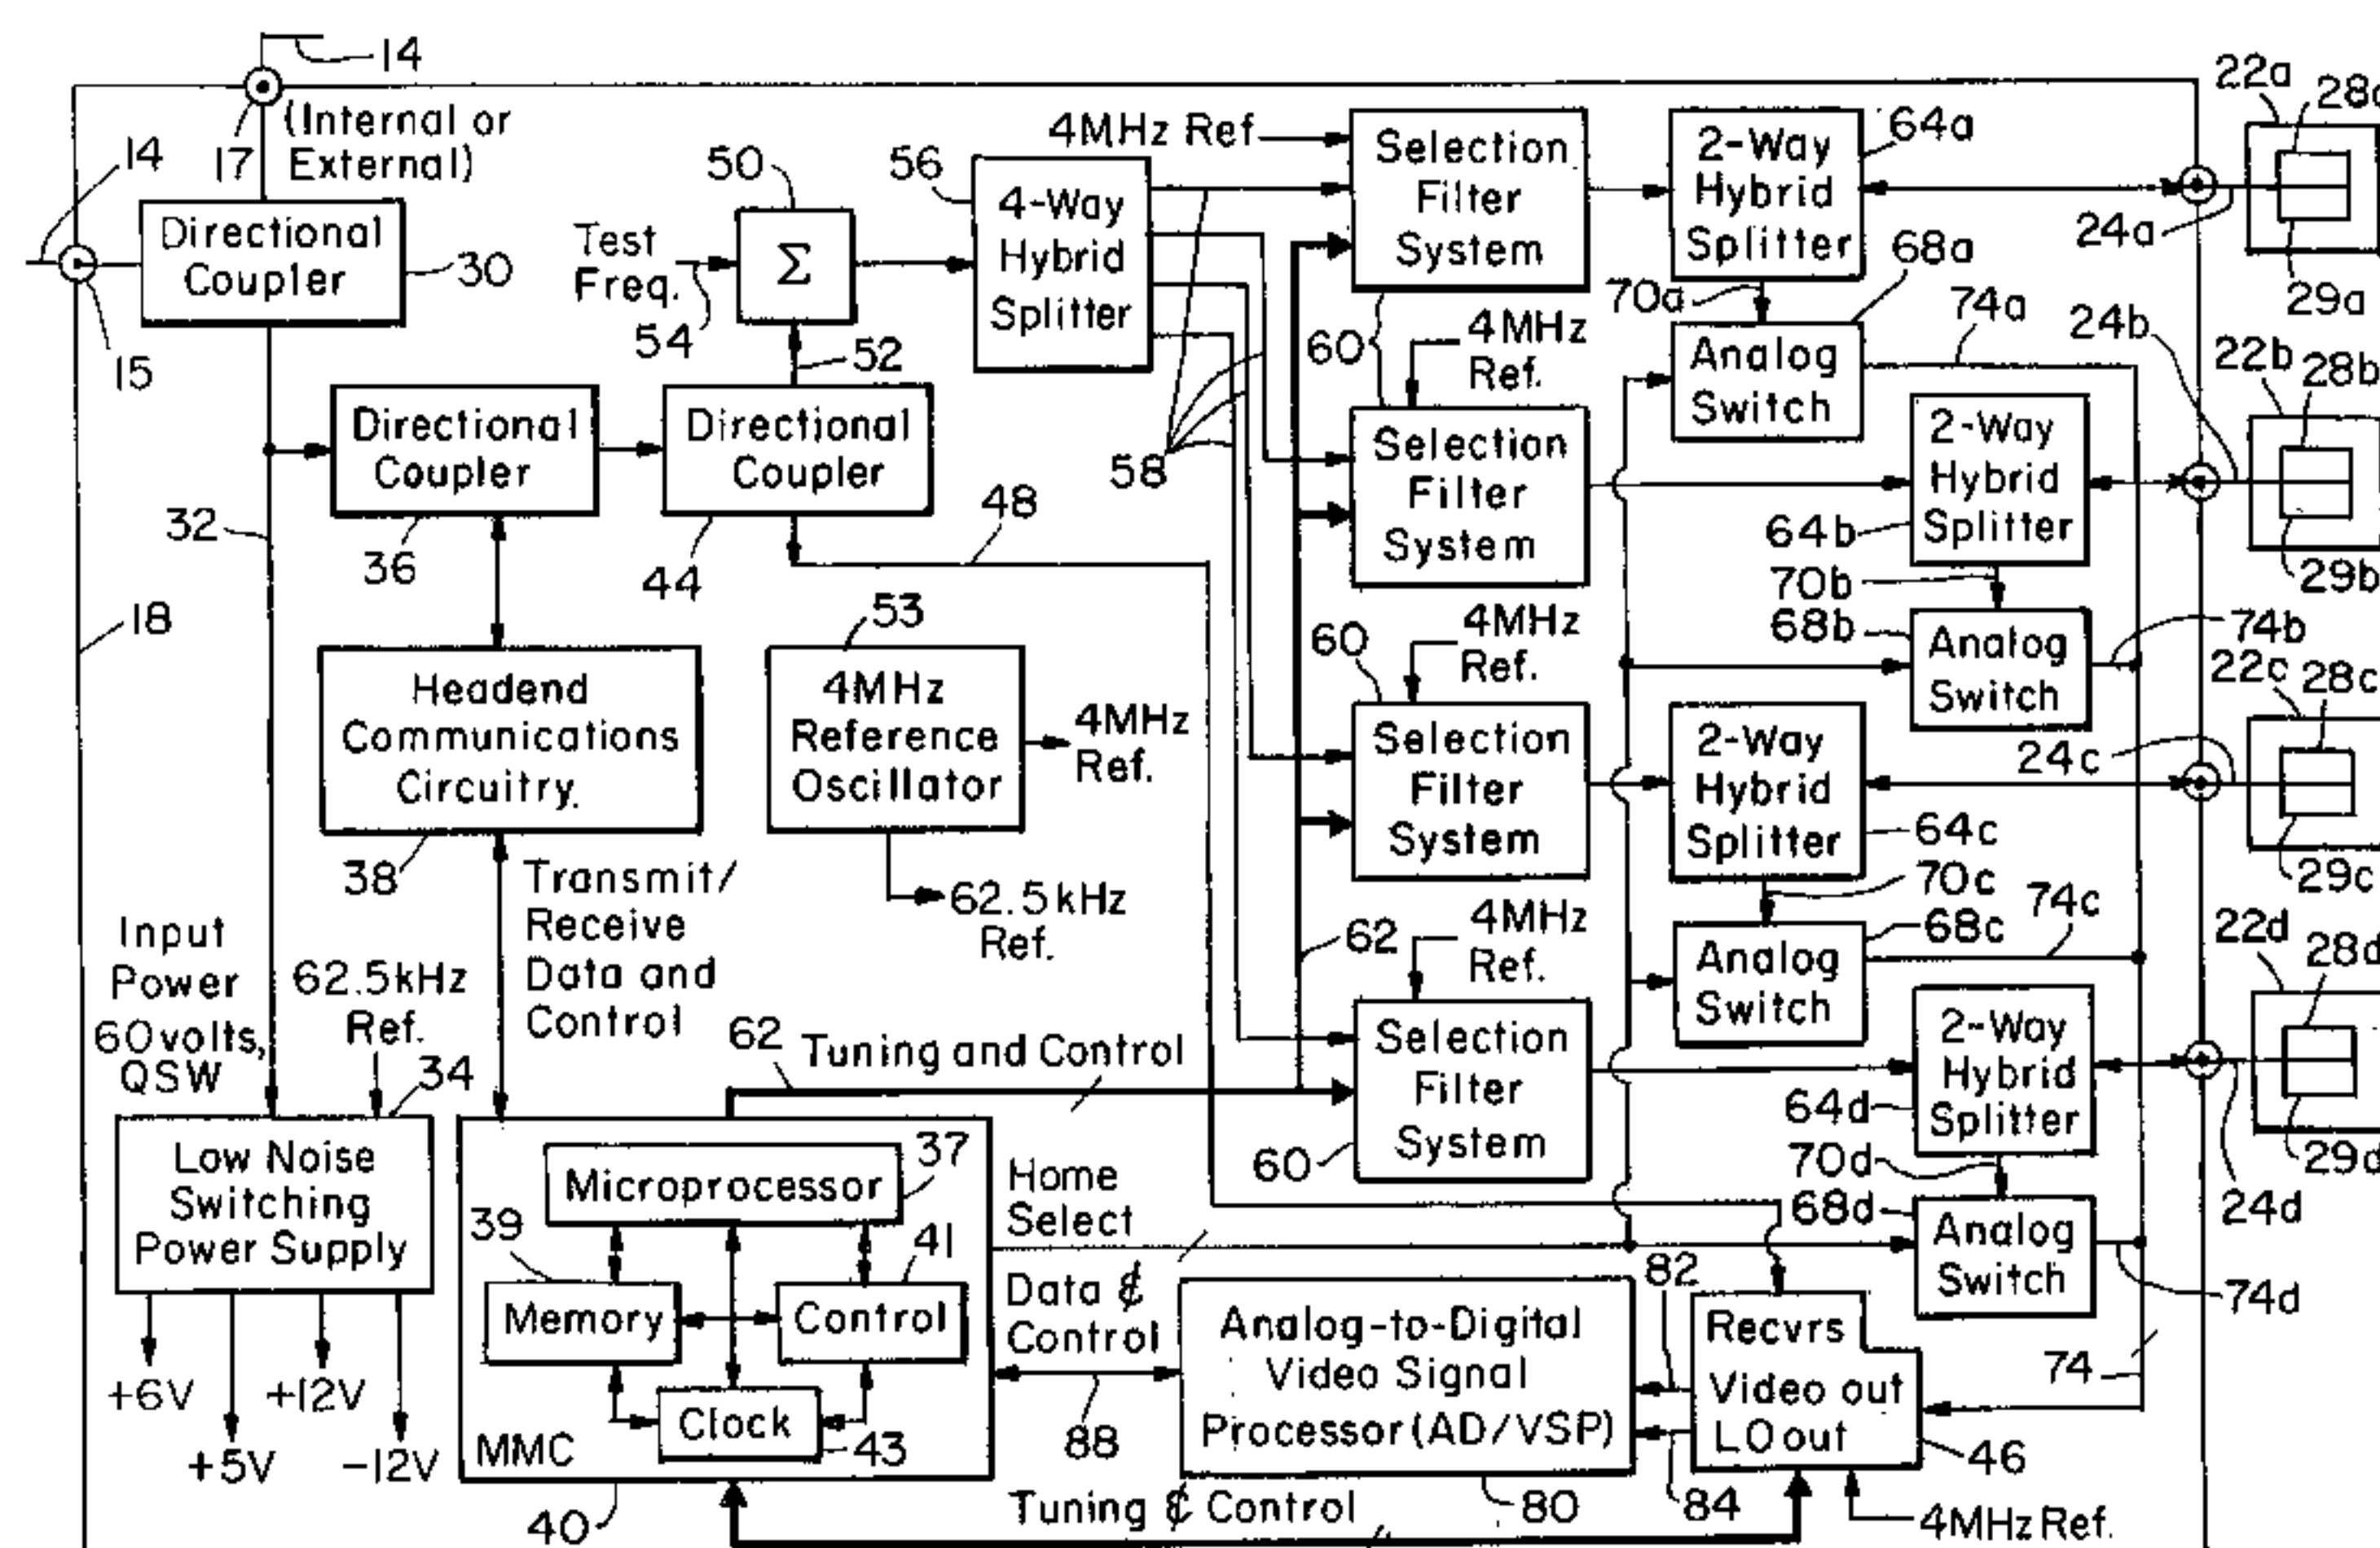 14
(Internal or
External)
17
14
15
Directional
Coupler
30
Test
Freq.
54
50
Σ
52
56
4-Way
Hybrid
Splitter
58
4MHz Ref
Selection
Filter
System
60
2-Way
Hybrid
Splitter
64a
70a
68a
Analog
Switch
74a
24a
22a
29a
4MHz
Ref.
Selection
Filter
System
2-Way
Hybrid
Splitter
64b
70b
68b
Analog
Switch
74b
24b
22b
28b
29b
32
Directional
Coupler
36
Directional
Coupler
44
48
18
Headend
Communications
Circuitry.
38
53
4MHz
Reference
Oscillator
4MHz
Ref.
62.5kHz
Ref.
60
4MHz
Ref.
Selection
Filter
System
2-Way
Hybrid
Splitter
64c
70c
68c
Analog
Switch
74c
24c
22c
28c
29c
Transmit/
Receive
Data and
Control
Input
Power
60volts,
QSW
62.5kHz
Ref.
34
Low Noise
Switching
Power Supply
+6V
+5V
+12V
-12V
62
Tuning and Control
62
4MHz
Ref.
Selection
Filter
System
60
2-Way
Hybrid
Splitter
64d
70d
68d
Analog
Switch
74d
24d
22d
28d
29d
Microprocessor
37
39
Memory
41
Control
Clock
43
MMC
40
Home
Select
Data ¢
Control
88
Analog-to-Digital
Video Signal
Processor(AD/VSP)
80
82
84
Recvrs
Video out
LO out
46
74
4MHz Ref.
Tuning ¢ Control